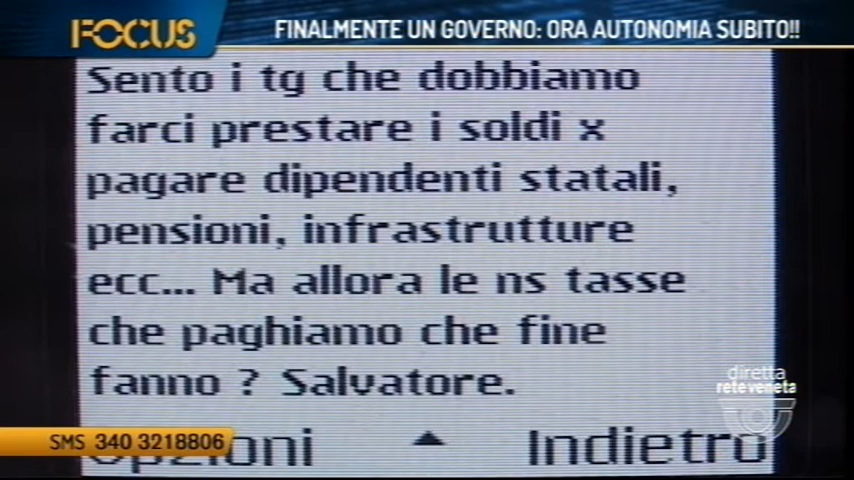 FOCUS
FINALMENTE UN GOVERNO: ORA AUTONOMIA SUBITO!!
Sento i tg che dobbiamo
farci prestare i soldi x
pagare dipendenti statali,
pensioni, infrastrutture
ecc... Ma allora le ns tasse
che paghiamo che fine
fanno ? Salvatore.
diretta
reteveneta
SMS 340 3218806
Opzioni Indietro